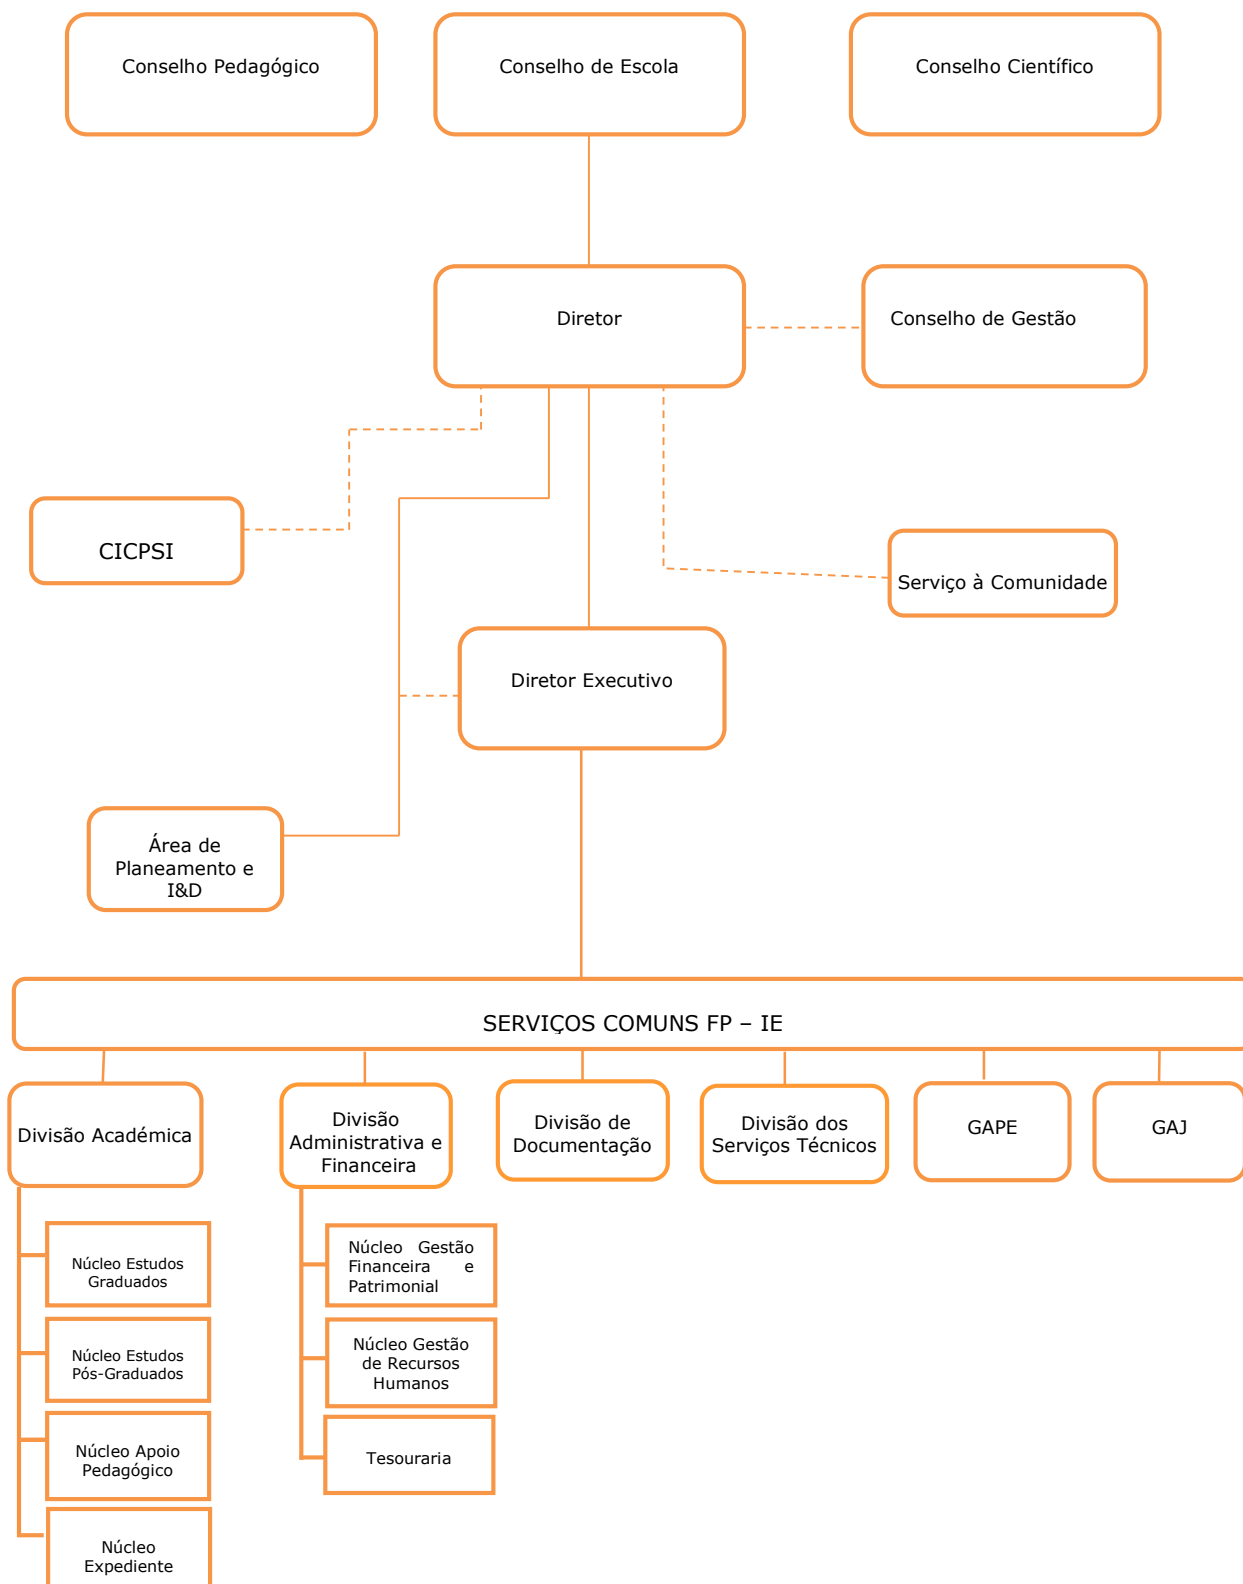 Conselho Pedagógico
Conselho de Escola
Conselho Científico
Diretor
Conselho de Gestão
CICPSI
Serviço à Comunidade
Diretor Executivo
Área de
Planeamento e
I&D
SERVIÇOS COMUNS FP – IE
Divisão Académica
Divisão
Administrativa e
Financeira
Divisão de
Documentação
Divisão dos
Serviços Técnicos
GAPE
GAJ
Núcleo Estudos
Graduados
Núcleo Gestão
Financeira e
Patrimonial
Núcleo Estudos
Pós-Graduados
Núcleo Gestão
de Recursos
Humanos
Núcleo Apoio
Pedagógico
Tesouraria
Núcleo
Expediente